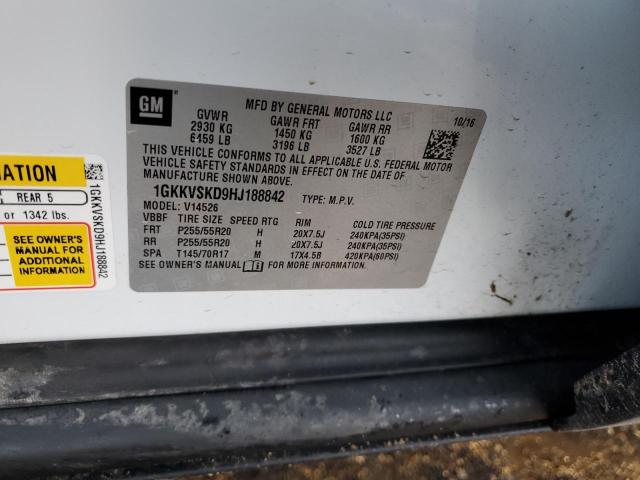 GM
MFD BY GENERAL MOTORS LLC
10/16
GVWR GAWR FRT GAWR RR
2930 KG 1450 KG 1600 KG
6459 LB 3196 LB 3527 LB
THIS VEHICLE CONFORMS TO ALL APPLICABLE U.S. FEDERAL MOTOR
VEHICLE SAFETY STANDARDS IN EFFECT ON THE DATE OF
MANUFACTURE SHOWN ABOVE.
1GKKVSKD9HJ188842 TYPE: M.P.V.
MODEL: V14526
VBBF TIRE SIZE SPEED RTG RIM COLD TIRE PRESSURE
FRT P255/55R20 H 20X7.5J 240KPA(35PSI)
RR P255/55R20 H 20X7.5J 240KPA(35PSI)
SPA T145/70R17 M 17X4.5B 420KPA(60PSI)
SEE OWNER'S MANUAL FOR MORE INFORMATION.
REAR 5
or 1342 lbs.
SEE OWNER'S
MANUAL FOR
ADDITIONAL
INFORMATION
1GKKVSKD9HJ188842